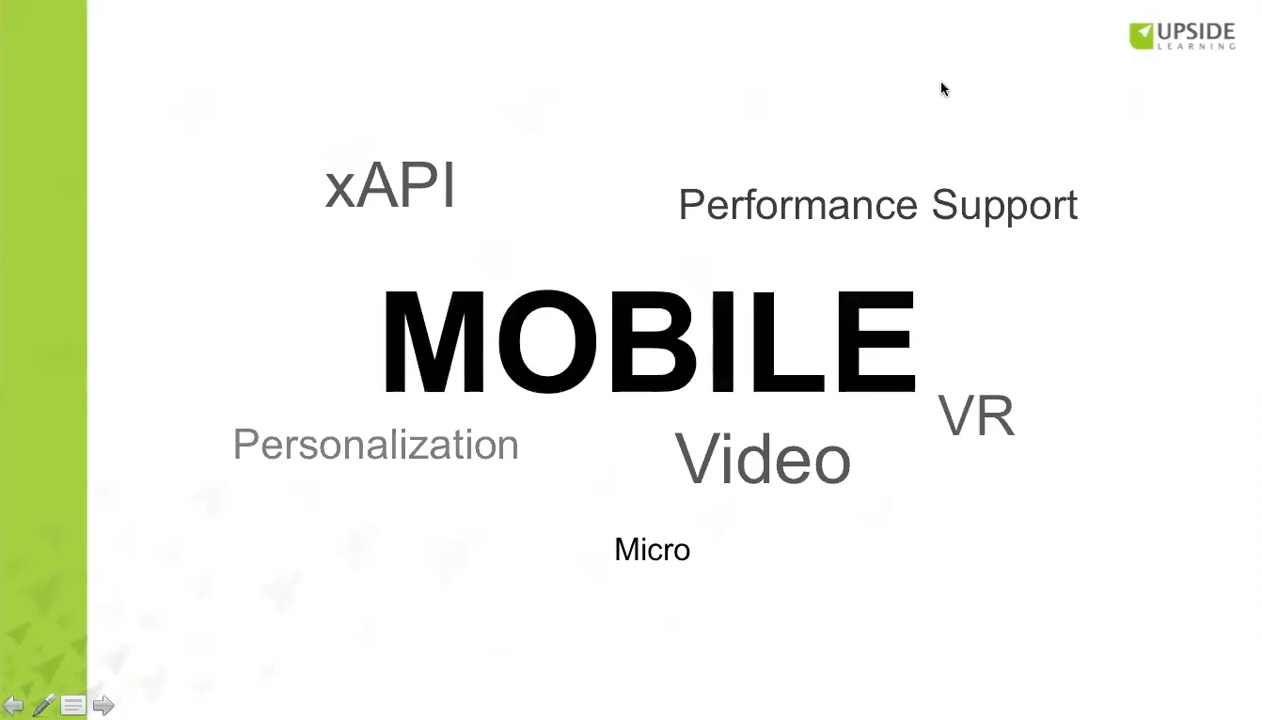 UPSIDE
LEARNING
xAPI
Performance Support
MOBILE
VR
Personalization
Video
Micro